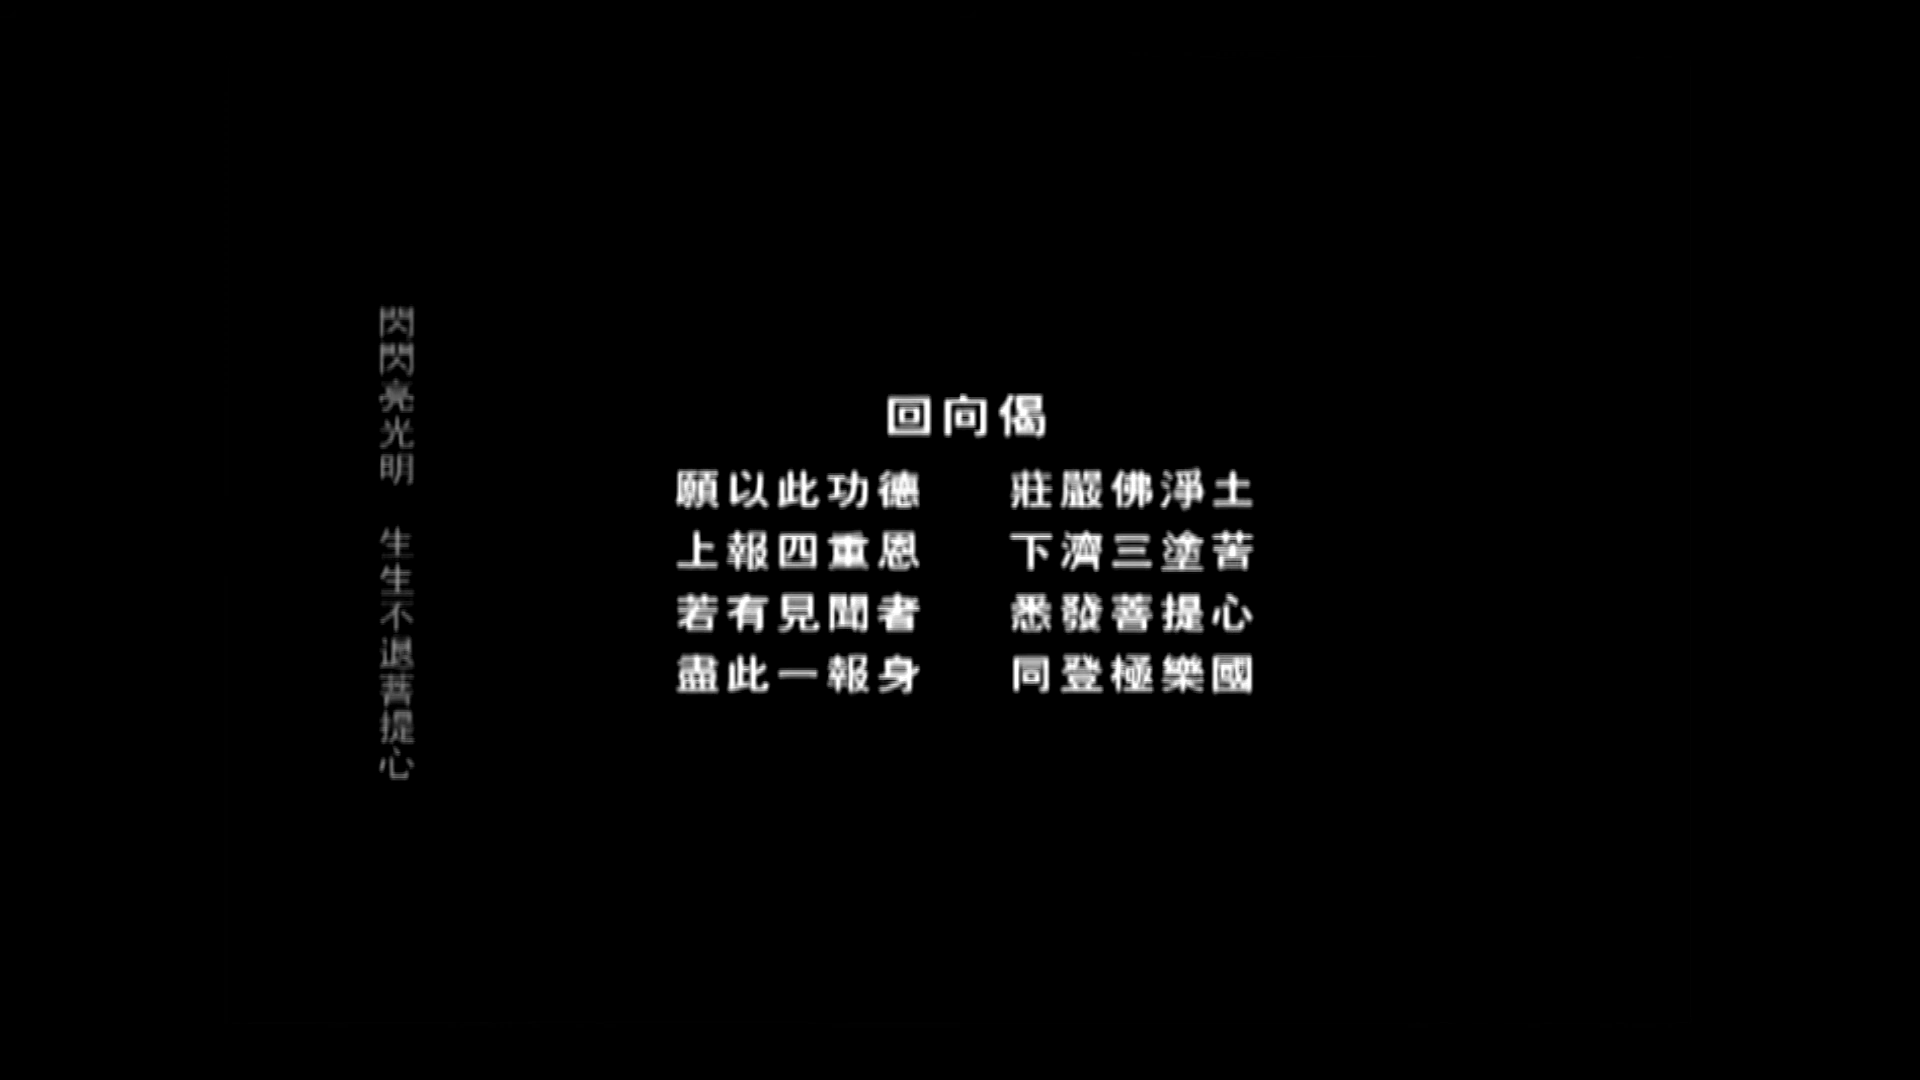 閃閃亮光明 生生不退菩提心
回向偈
願以此功德 莊嚴佛淨土
上報四重恩 下濟三塗苦
若有見聞者 悉發菩提心
盡此一報身 同登極樂國